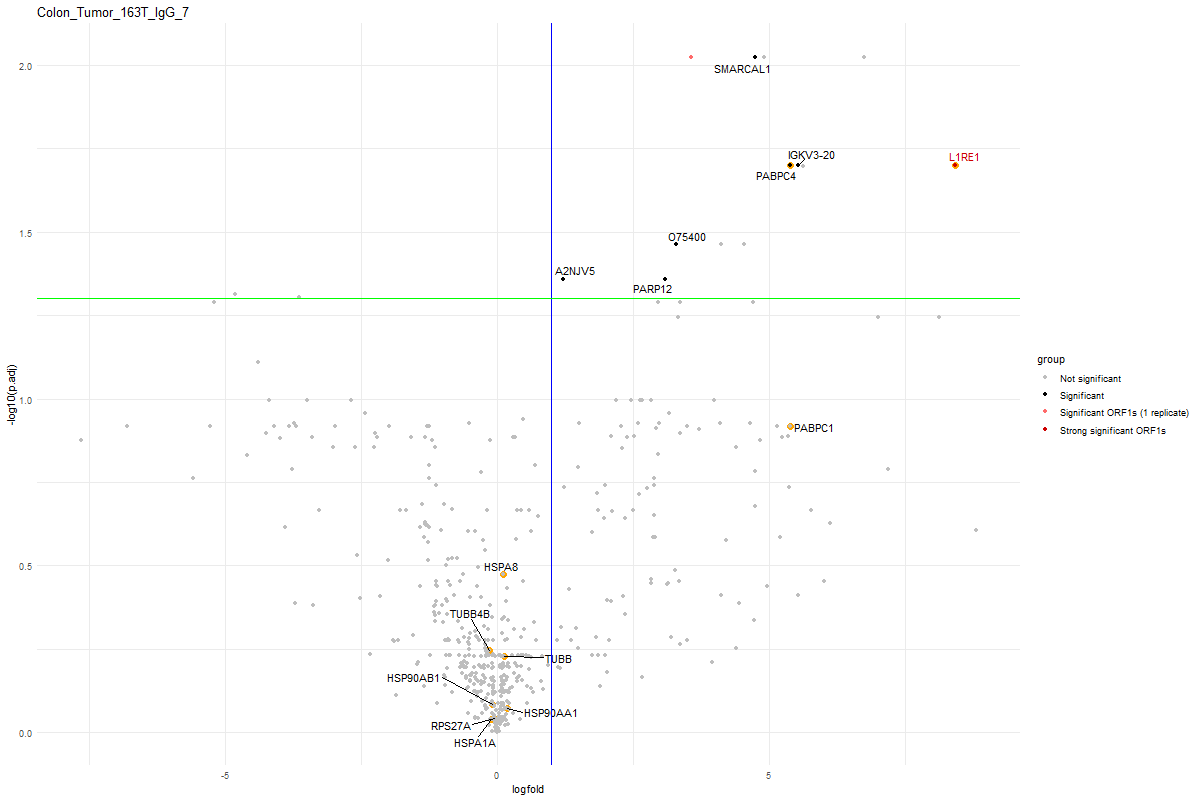 Colon_Tumor_163T_IgG_7
2.0
SMARCAL1
IGKV3-20
L1RE1
PABPC4
1.5
O75400
A2NJV5
PARP12
group
Not significant
Significant
Significant ORF1s (1 replicate)
Strong significant ORF1s
-log10(p.adj)
1.0
PABPC1
0.5
HSPA8
TUBB4B
TUBB
HSP90AB1
HSP90AA1
RPS27A
HSPA1A
0.0
-5
0
5
logfold